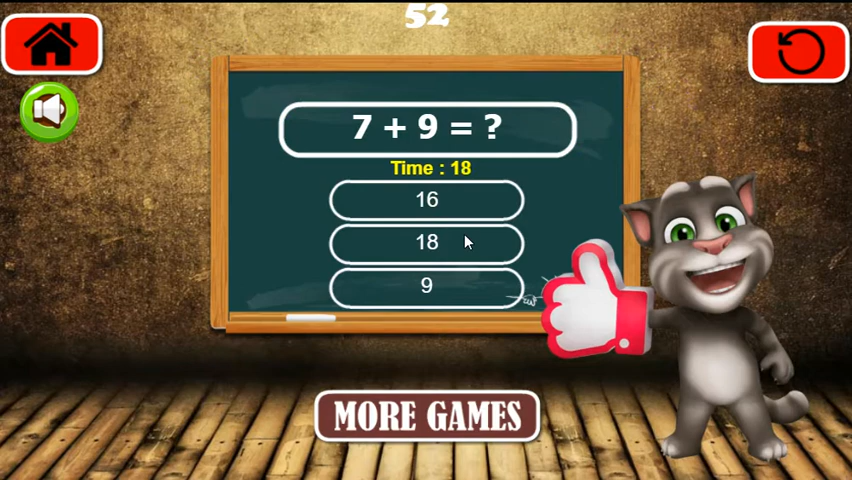 52
7 + 9 = ?
Time : 18
16
18
9
MORE GAMES